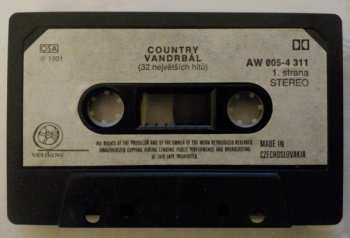 OSA
℗ 1991
COUNTRY
VANDRBÁL
(32 největších hitů)
AW 005-4 311
1. strana
STEREO
ALL RIGHTS OF THE PRODUCER AND OF THE OWNER OF THE WORK REPRODUCED RESERVED.
UNAUTHORIZED COPYING, HIRING, LENDING, PUBLIC PERFORMANCE AND BROADCASTING
OF THIS TAPE PROHIBITED.
MADE IN
CZECHOSLOVAKIA